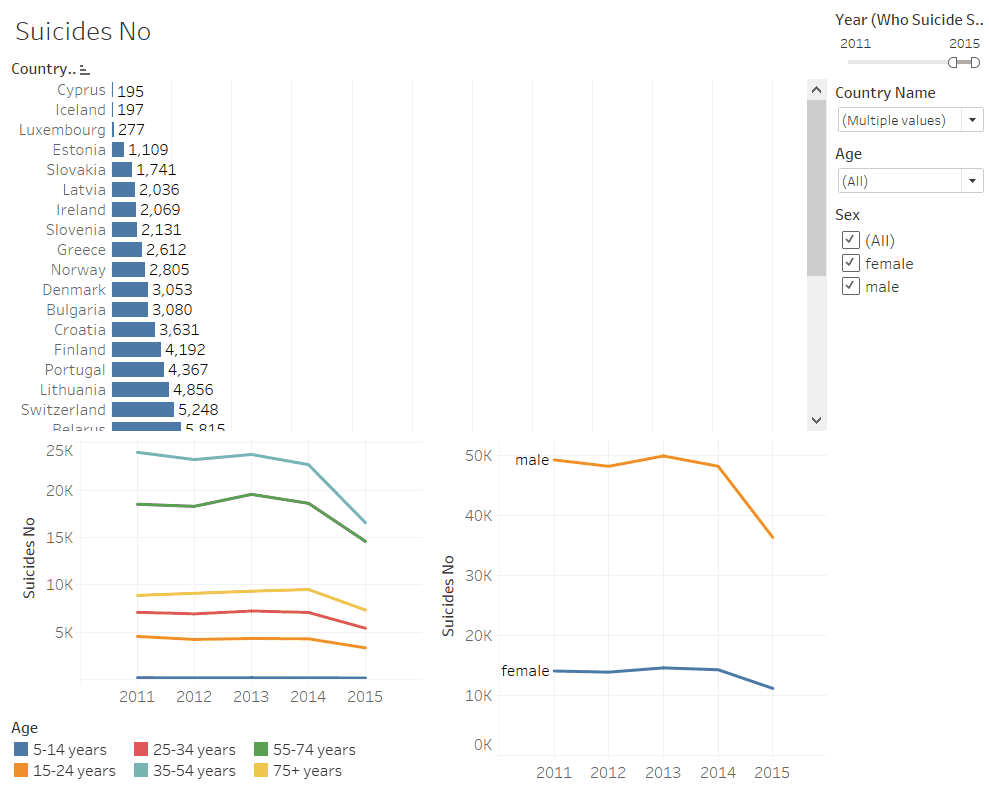 Suicides No
Country..
Cyprus 195
Iceland 197
Luxembourg 277
Estonia 1,109
Slovakia 1,741
Latvia 2,036
Ireland 2,069
Slovenia 2,131
Greece 2,612
Norway 2,805
Denmark 3,053
Bulgaria 3,080
Croatia 3,631
Finland 4,192
Portugal 4,367
Lithuania 4,856
Switzerland 5,248
Belarus 5,815
Year (Who Suicide S..
2011 2015
Country Name
(Multiple values)
Age
(All)
Sex
(All)
female
male
Suicides No
25K
20K
15K
10K
5K
2011 2012 2013 2014 2015
Suicides No
50K
40K
30K
20K
10K
0K
male
female
2011 2012 2013 2014 2015
Age
5-14 years 25-34 years 55-74 years
15-24 years 35-54 years 75+ years